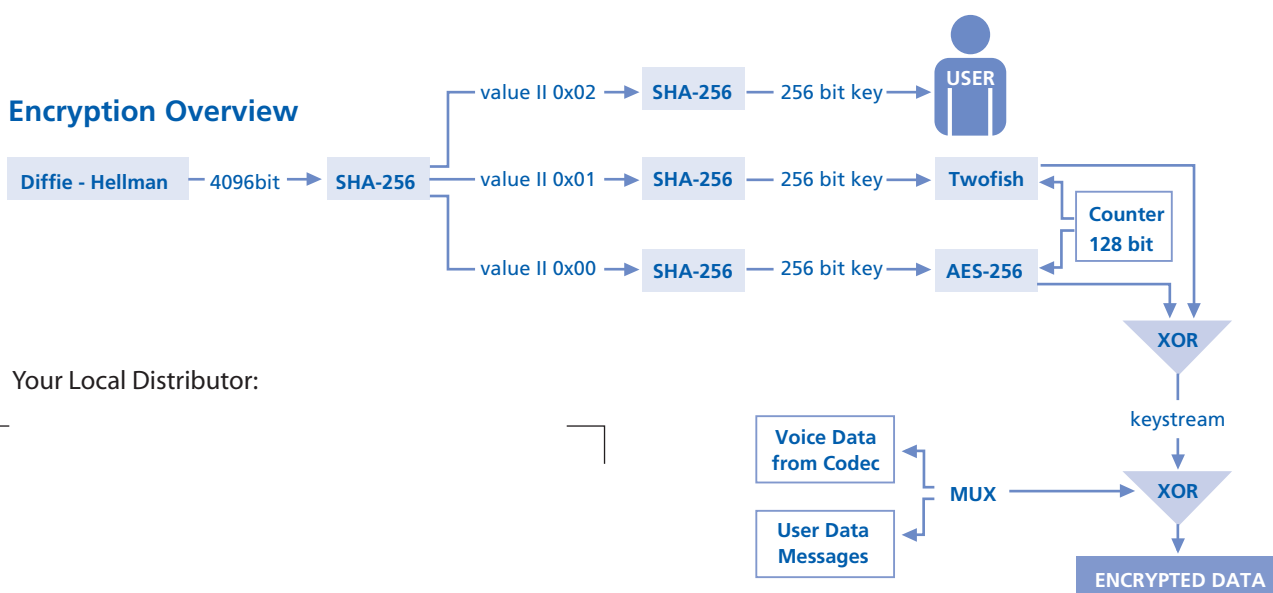 Encryption Overview
value II 0x02
SHA-256
256 bit key
USER
Diffie - Hellman
4096bit
SHA-256
value II 0x01
SHA-256
256 bit key
Twofish
Counter
128 bit
value II 0x00
SHA-256
256 bit key
AES-256
XOR
Your Local Distributor:
keystream
Voice Data
from Codec
MUX
XOR
User Data
Messages
ENCRYPTED DATA